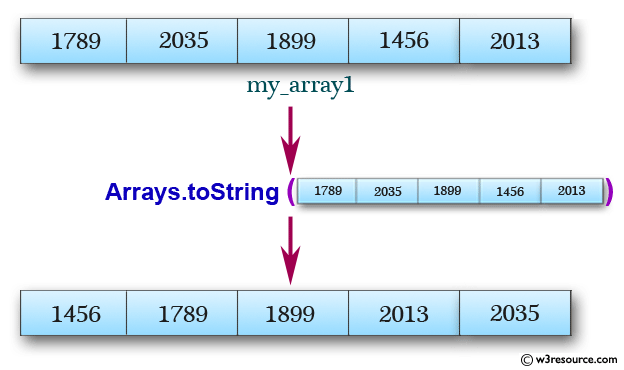 1789 2035 1899 1456 2013
my_array1
Arrays.toString ( 1789 2035 1899 1456 2013 )
1456 1789 1899 2013 2035
© w3resource.com